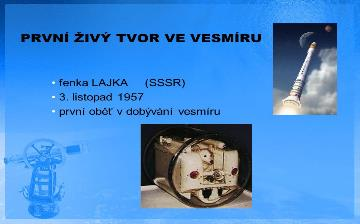 PRVNÍ ŽIVÝ TVOR VE VESMÍRU
• fenka LAJKA (SSSR)
• 3. listopad 1957
• první oběť v dobývání vesmíru